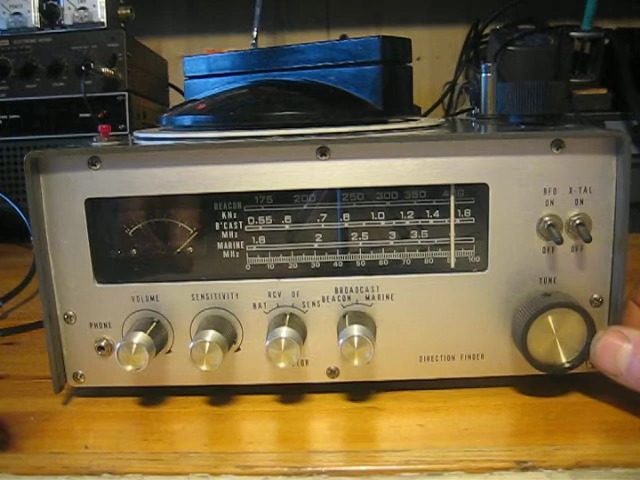 BEACON 175 200 250 300 350
KHz
B'CAST 0.55 .6 .7 .8 1.0 1.2 1.4 1.6
MHz
MARINE 1.6 2 2.5 3 3.5
MHz 0 10 20 30 40 50 60 70 80 90 100
BFO X-TAL
ON ON
OFF OFF
VOLUME SENSITIVITY
RCV DF
BAT SENS
BROADCAST
BEACON MARINE
TUNE
PHONE
DIRECTION FINDER